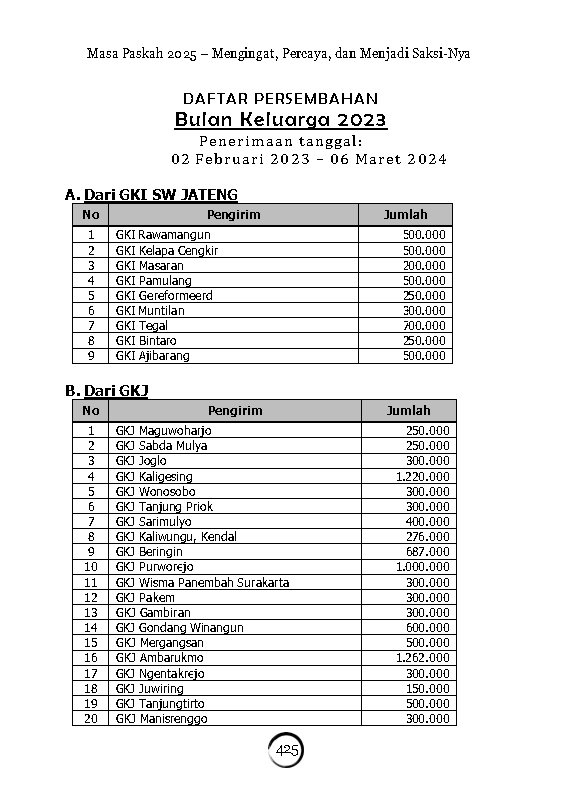 Masa Paskah 2025 – Mengingat, Percaya, dan Menjadi Saksi-Nya
DAFTAR PERSEMBAHAN
Bulan Keluarga 2023
Penerimaan tanggal:
02 Februari 2023 – 06 Maret 2024
A. Dari GKI SW JATENG
No Pengirim Jumlah
1 GKI Rawamangun 500.000
2 GKI Kelapa Cengkir 500.000
3 GKI Masaran 200.000
4 GKI Pamulang 500.000
5 GKI Gereformeerd 250.000
6 GKI Muntilan 300.000
7 GKI Tegal 700.000
8 GKI Bintaro 250.000
9 GKI Ajibarang 500.000
B. Dari GKJ
No Pengirim Jumlah
1 GKJ Maguwoharjo 250.000
2 GKJ Sabda Mulya 250.000
3 GKJ Joglo 300.000
4 GKJ Kaligesing 1.220.000
5 GKJ Wonosobo 300.000
6 GKJ Tanjung Priok 300.000
7 GKJ Sarimulyo 400.000
8 GKJ Kaliwungu, Kendal 276.000
9 GKJ Beringin 687.000
10 GKJ Purworejo 1.000.000
11 GKJ Wisma Panembah Surakarta 300.000
12 GKJ Pakem 300.000
13 GKJ Gambiran 300.000
14 GKJ Gondang Winangun 600.000
15 GKJ Mergangsan 500.000
16 GKJ Ambarukmo 1.262.000
17 GKJ Ngentakrejo 300.000
18 GKJ Juwiring 150.000
19 GKJ Tanjungtirto 500.000
20 GKJ Manisrenggo 300.000
425